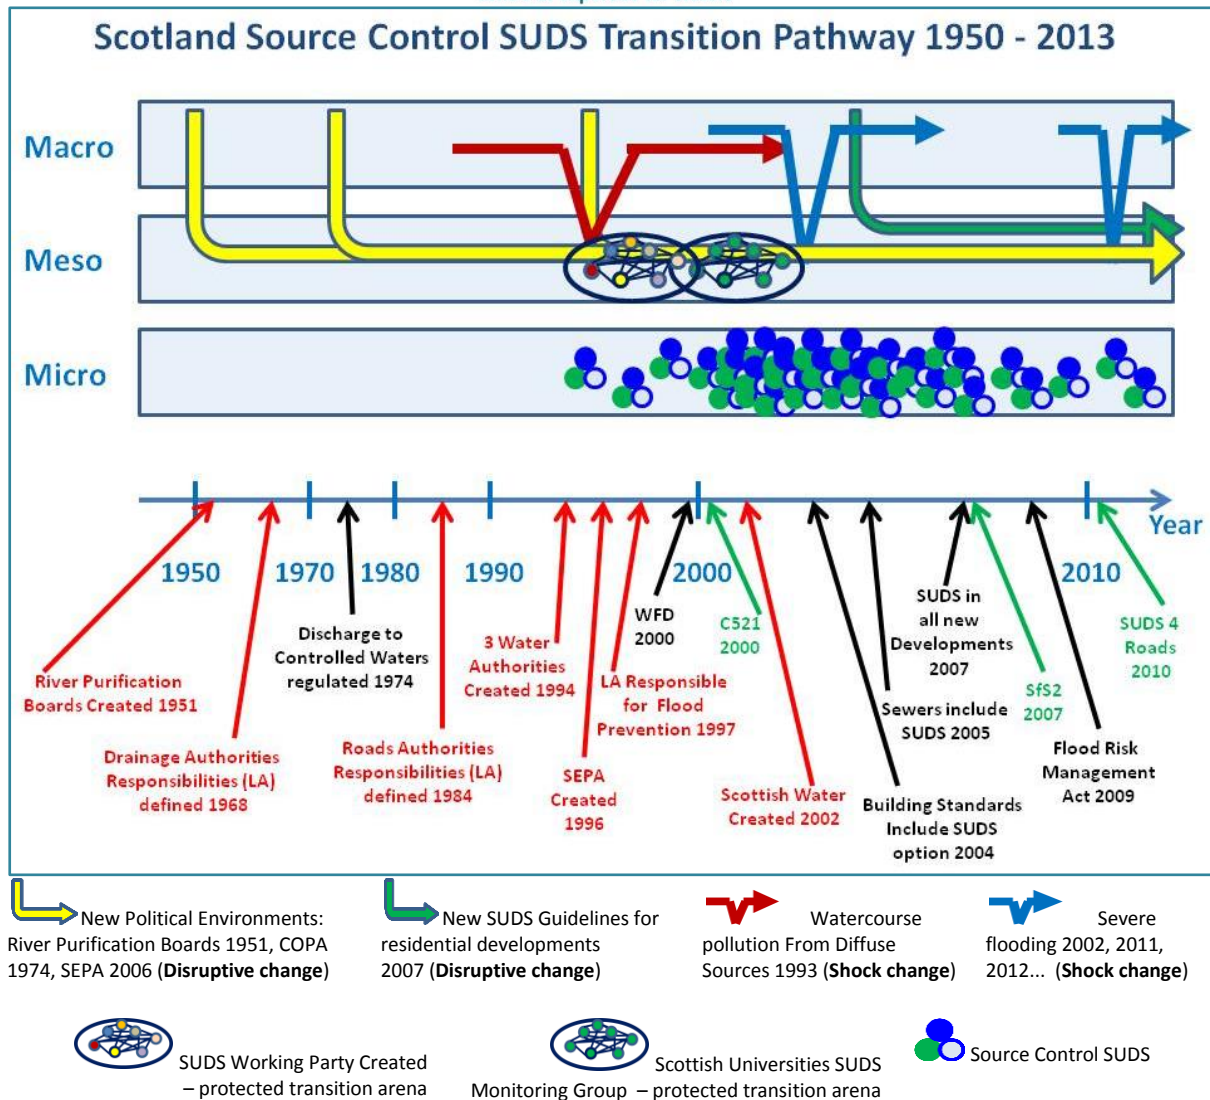 Scotland Source Control SUDS Transition Pathway 1950 - 2013
Macro
Meso
Micro
Year
1950
1970
1980
1990
2000
2010
River Purification
Boards Created 1951
Drainage Authorities
Responsibilities (LA)
defined 1968
Discharge to
Controlled Waters
regulated 1974
Roads Authorities
Responsibilities (LA)
defined 1984
3 Water
Authorities
Created 1994
SEPA
Created
1996
LA Responsible
for Flood
Prevention 1997
WFD
2000
C521
2000
Scottish Water
Created 2002
Building Standards
Include SUDS
option 2004
Sewers include
SUDS 2005
SUDS in
all new
Developments
2007
SfS2
2007
Flood Risk
Management
Act 2009
SUDS 4
Roads
2010
New Political Environments:
River Purification Boards 1951, COPA
1974, SEPA 2006 (Disruptive change)
New SUDS Guidelines for
residential developments
2007 (Disruptive change)
Watercourse
pollution From Diffuse
Sources 1993 (Shock change)
Severe
flooding 2002, 2011,
2012... (Shock change)
SUDS Working Party Created
– protected transition arena
Scottish Universities SUDS
Monitoring Group – protected transition arena
Source Control SUDS